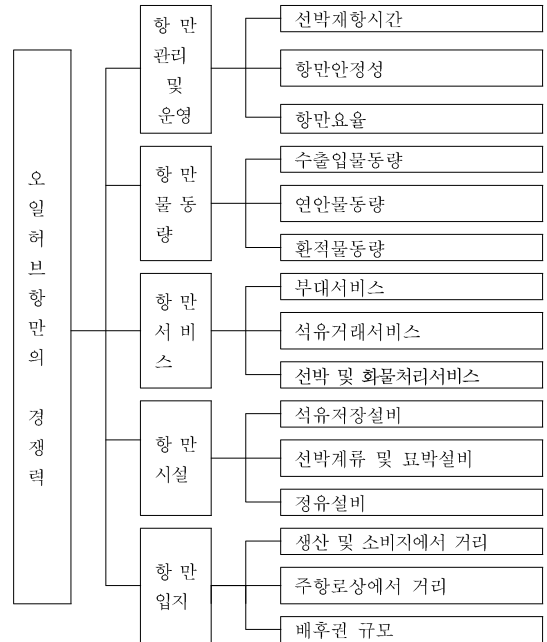 오
일
허
브
항
만
의
경
쟁
력
항 만
관리
및
운영
선박재항시간
항만안정성
항만요율
항 만
물 동
량
수출입물동량
연안물동량
환적물동량
항 만
서 비
스
부대서비스
석유거래서비스
선박 및 화물처리서비스
항 만
시설
석유저장설비
선박계류 및 묘박설비
정유설비
항 만
입지
생산 및 소비지에서 거리
주항로상에서 거리
배후권 규모